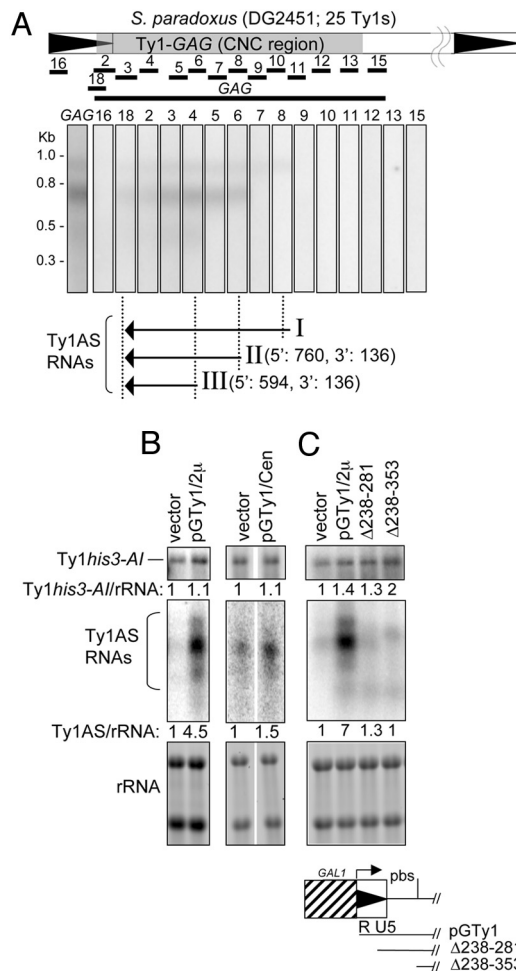 A
S. paradoxus (DG2451; 25 Ty1s)
Ty1-GAG (CNC region)
16 2 3 4 5 6 7 8 9 10 11 12 13 15
18
GAG
GAG 16 18 2 3 4 5 6 7 8 9 10 11 12 13 15
Kb
1.0 -
0.8 -
0.5 -
0.3 -
Ty1AS
RNAs
I
II (5': 760, 3': 136)
III (5': 594, 3': 136)
B
C
vector
pGTy1/2µ
vector
pGTy1/Cen
vector
pGTy1/2µ
Δ238-281
Δ238-353
Ty1his3-AI
Ty1his3-AI/rRNA: 1 1.1 1 1.1 1 1.4 1.3 2
Ty1AS
RNAs
Ty1AS/rRNA: 1 4.5 1 1.5 1 7 1.3 1
rRNA
GAL1
pbs
R U5
pGTy1
Δ238-281
Δ238-353